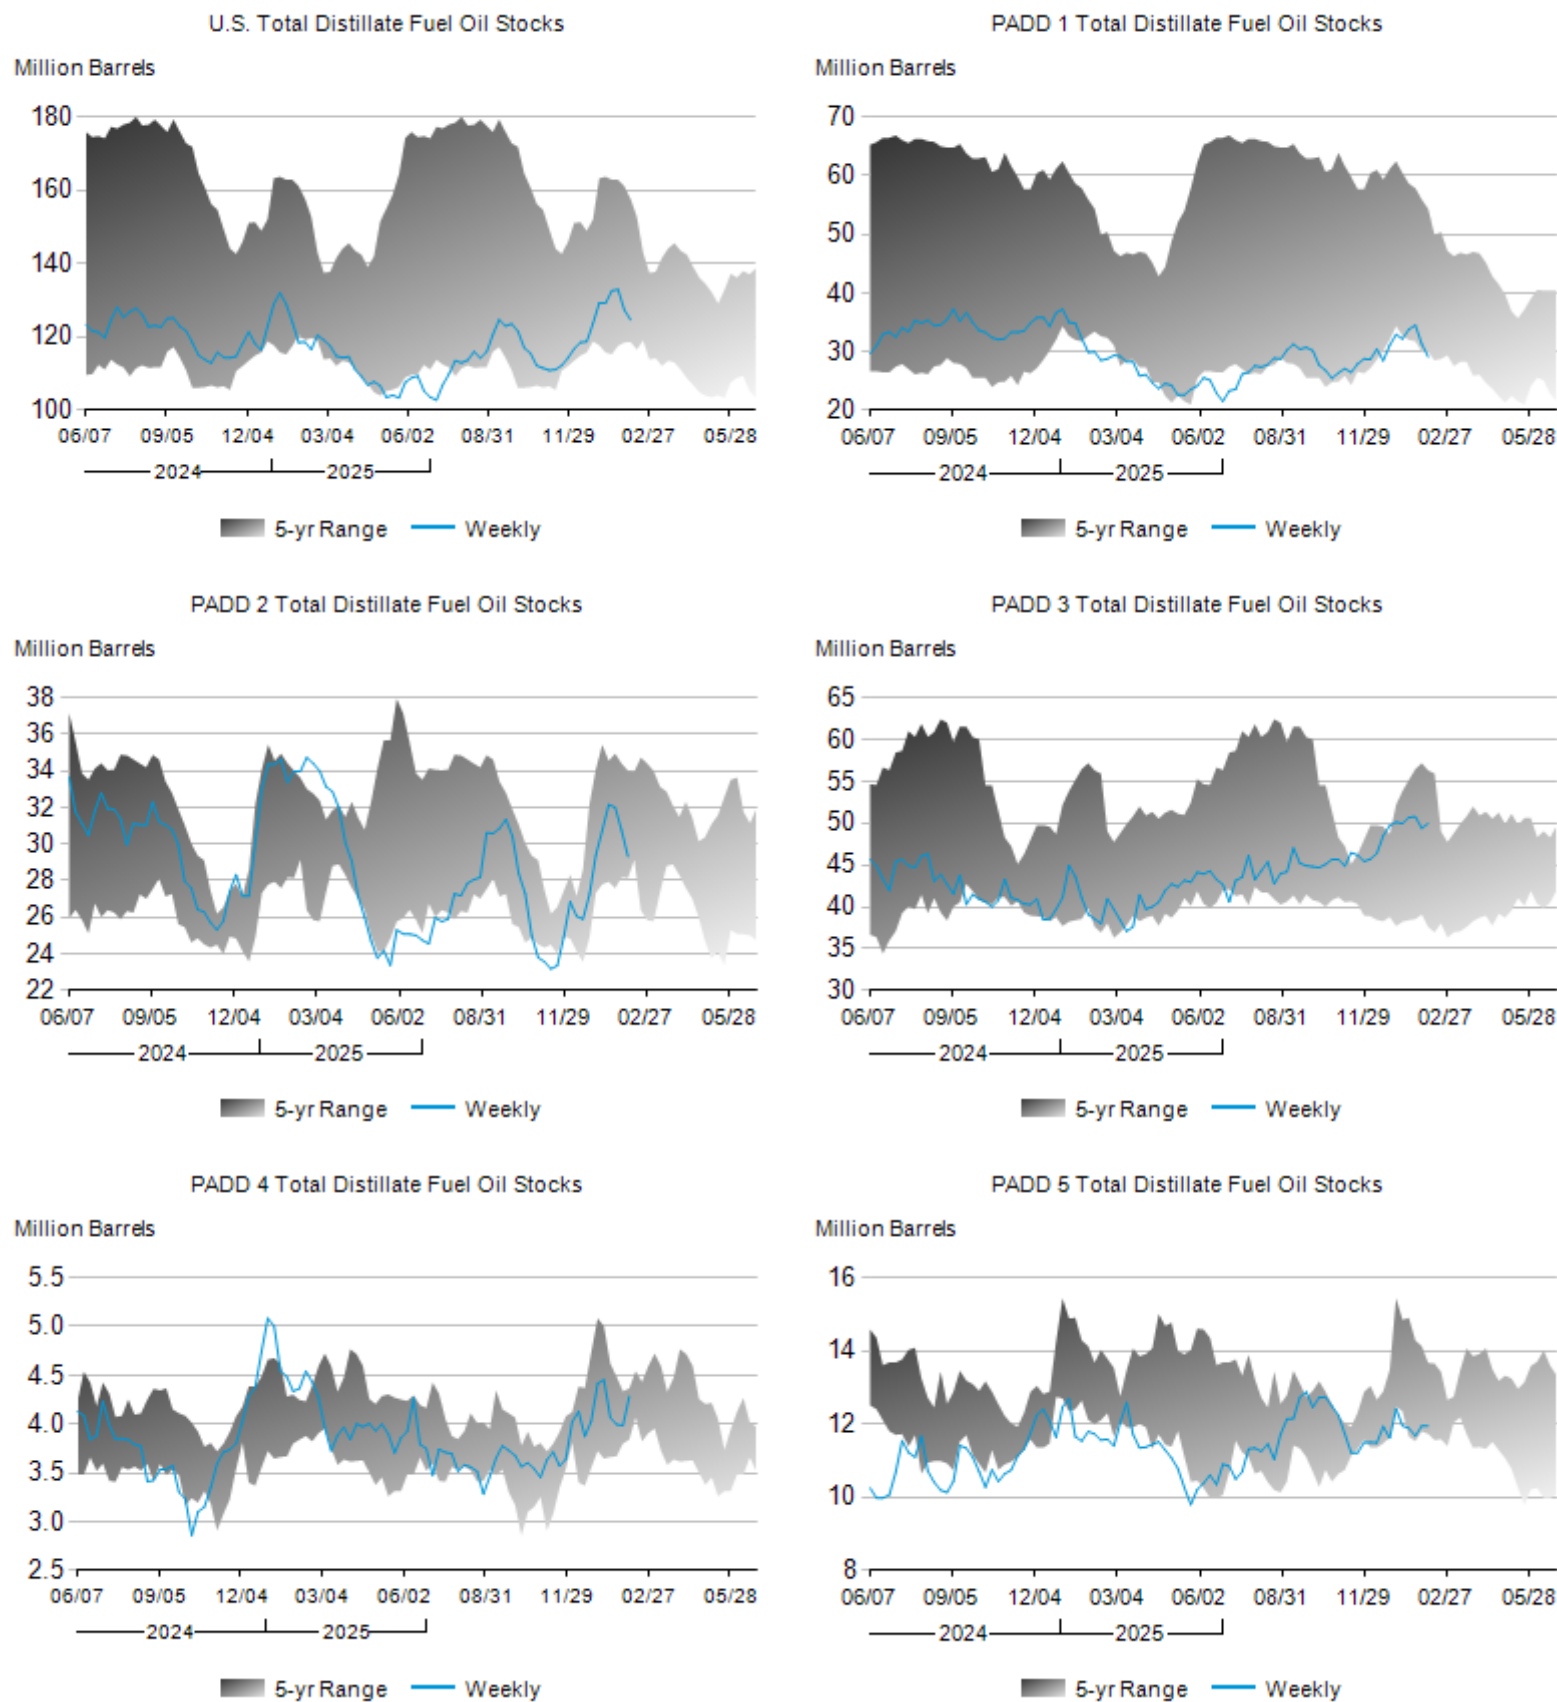 U.S. Total Distillate Fuel Oil Stocks
Million Barrels
180
160
140
120
100
06/07 09/05 12/04 03/04 06/02 08/31 11/29 02/27 05/28
2024 2025
5-yr Range Weekly
PADD 1 Total Distillate Fuel Oil Stocks
Million Barrels
70
60
50
40
30
20
06/07 09/05 12/04 03/04 06/02 08/31 11/29 02/27 05/28
2024 2025
5-yr Range Weekly
PADD 2 Total Distillate Fuel Oil Stocks
Million Barrels
38
36
34
32
30
28
26
24
22
06/07 09/05 12/04 03/04 06/02 08/31 11/29 02/27 05/28
2024 2025
5-yr Range Weekly
PADD 3 Total Distillate Fuel Oil Stocks
Million Barrels
65
60
55
50
45
40
35
30
06/07 09/05 12/04 03/04 06/02 08/31 11/29 02/27 05/28
2024 2025
5-yr Range Weekly
PADD 4 Total Distillate Fuel Oil Stocks
Million Barrels
5.5
5.0
4.5
4.0
3.5
3.0
2.5
06/07 09/05 12/04 03/04 06/02 08/31 11/29 02/27 05/28
2024 2025
5-yr Range Weekly
PADD 5 Total Distillate Fuel Oil Stocks
Million Barrels
16
14
12
10
8
06/07 09/05 12/04 03/04 06/02 08/31 11/29 02/27 05/28
2024 2025
5-yr Range Weekly